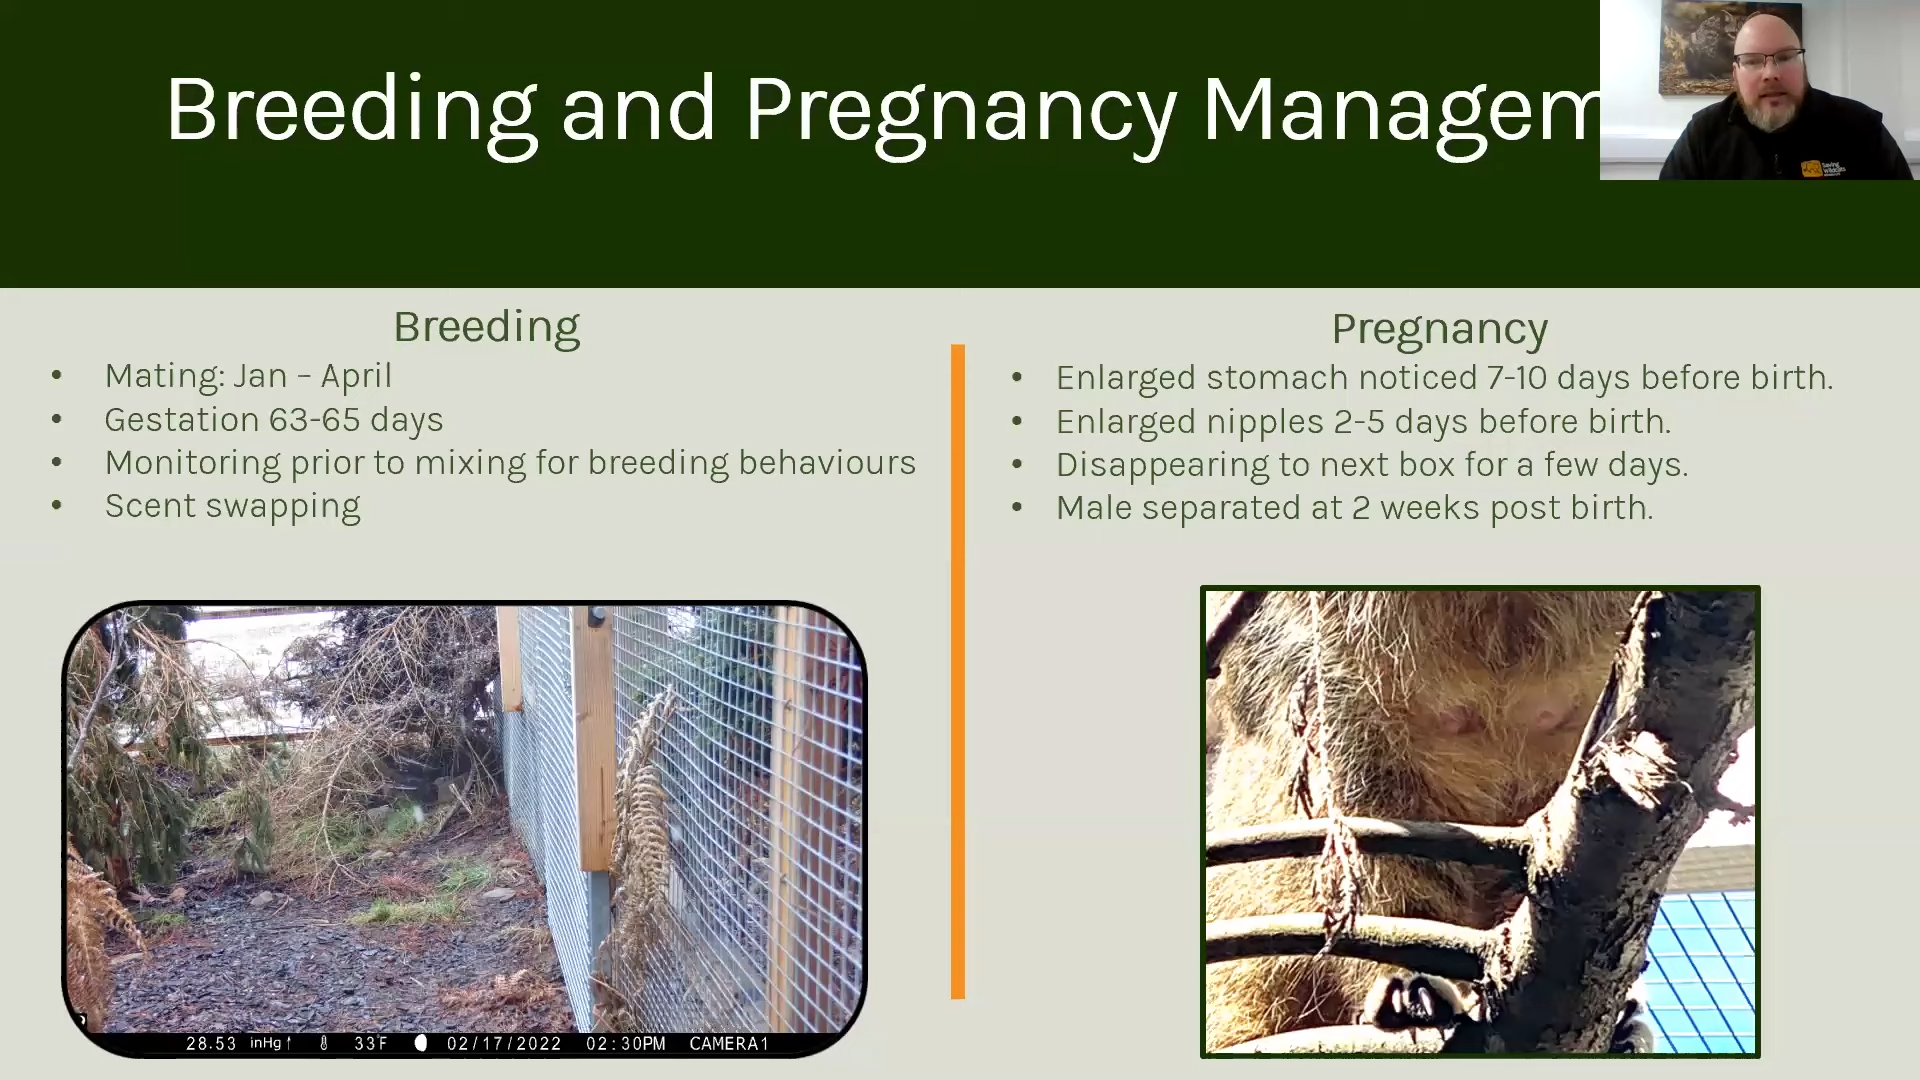 Breeding and Pregnancy Managem
Saving
Wildcats
Breeding
• Mating: Jan – April
• Gestation 63-65 days
• Monitoring prior to mixing for breeding behaviours
• Scent swapping
Pregnancy
• Enlarged stomach noticed 7-10 days before birth.
• Enlarged nipples 2-5 days before birth.
• Disappearing to next box for a few days.
• Male separated at 2 weeks post birth.
28.53 inHg↑ 33°F 02/17/2022 02:30PM CAMERA1